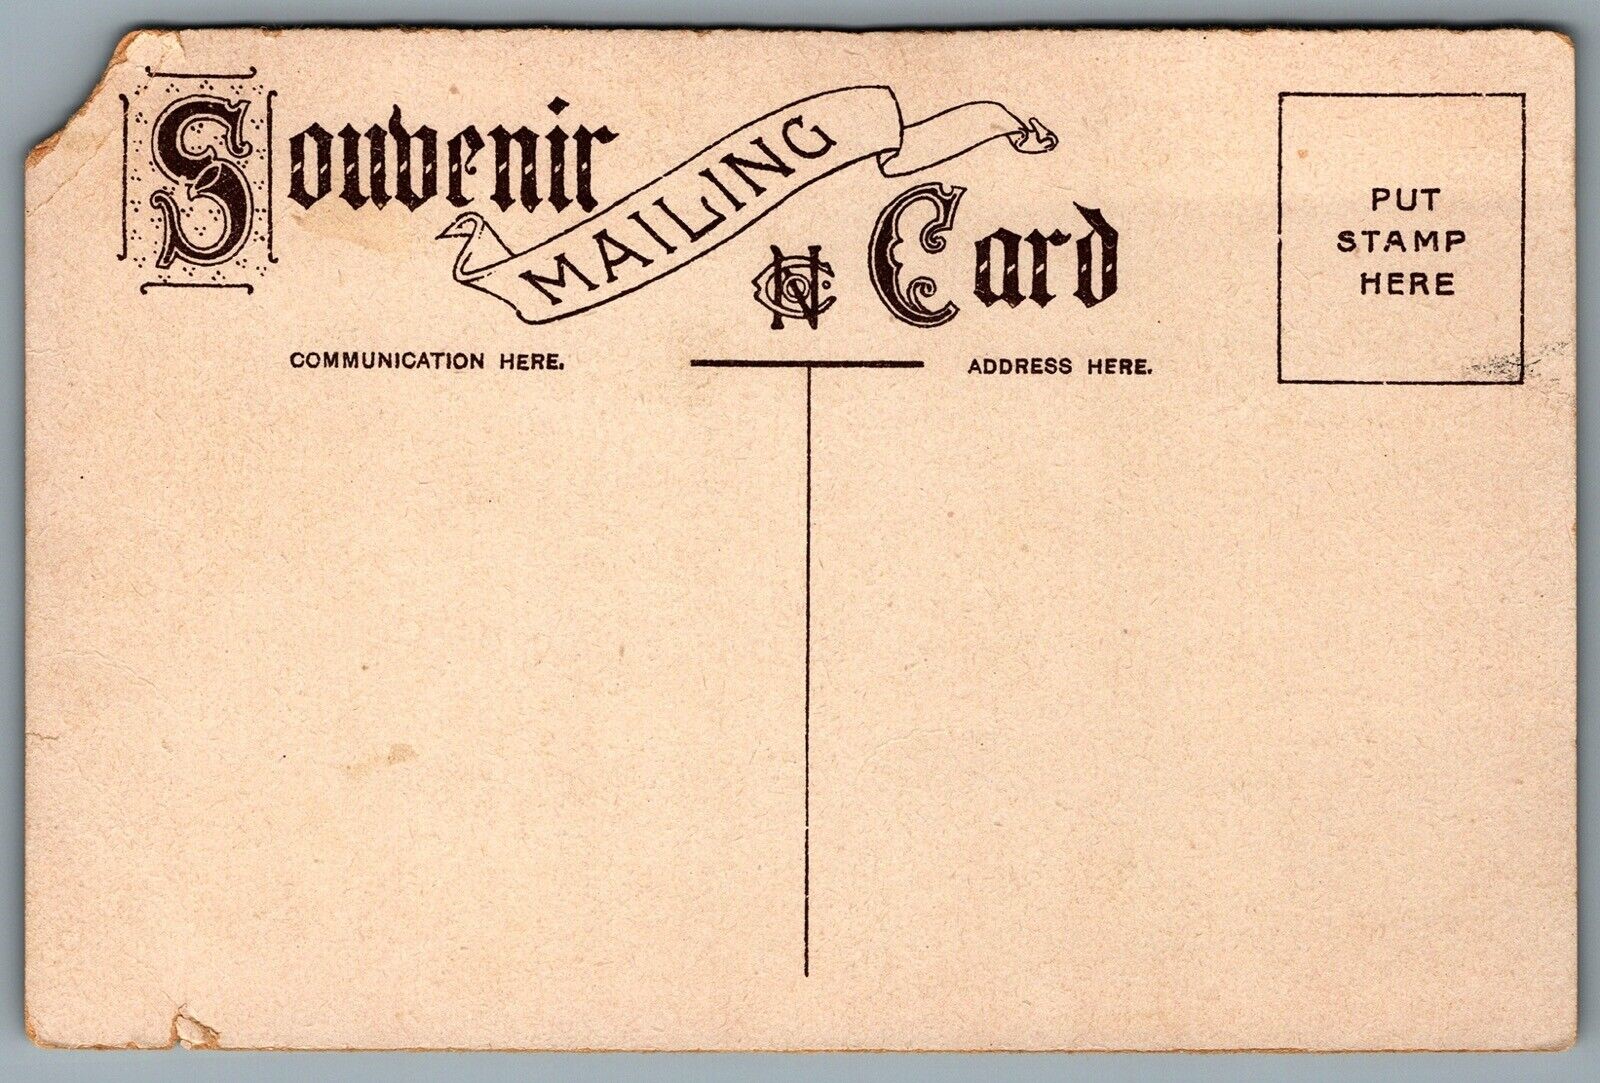 Souvenir
MAILING
Card
PUT
STAMP
HERE
COMMUNICATION HERE.
ADDRESS HERE.